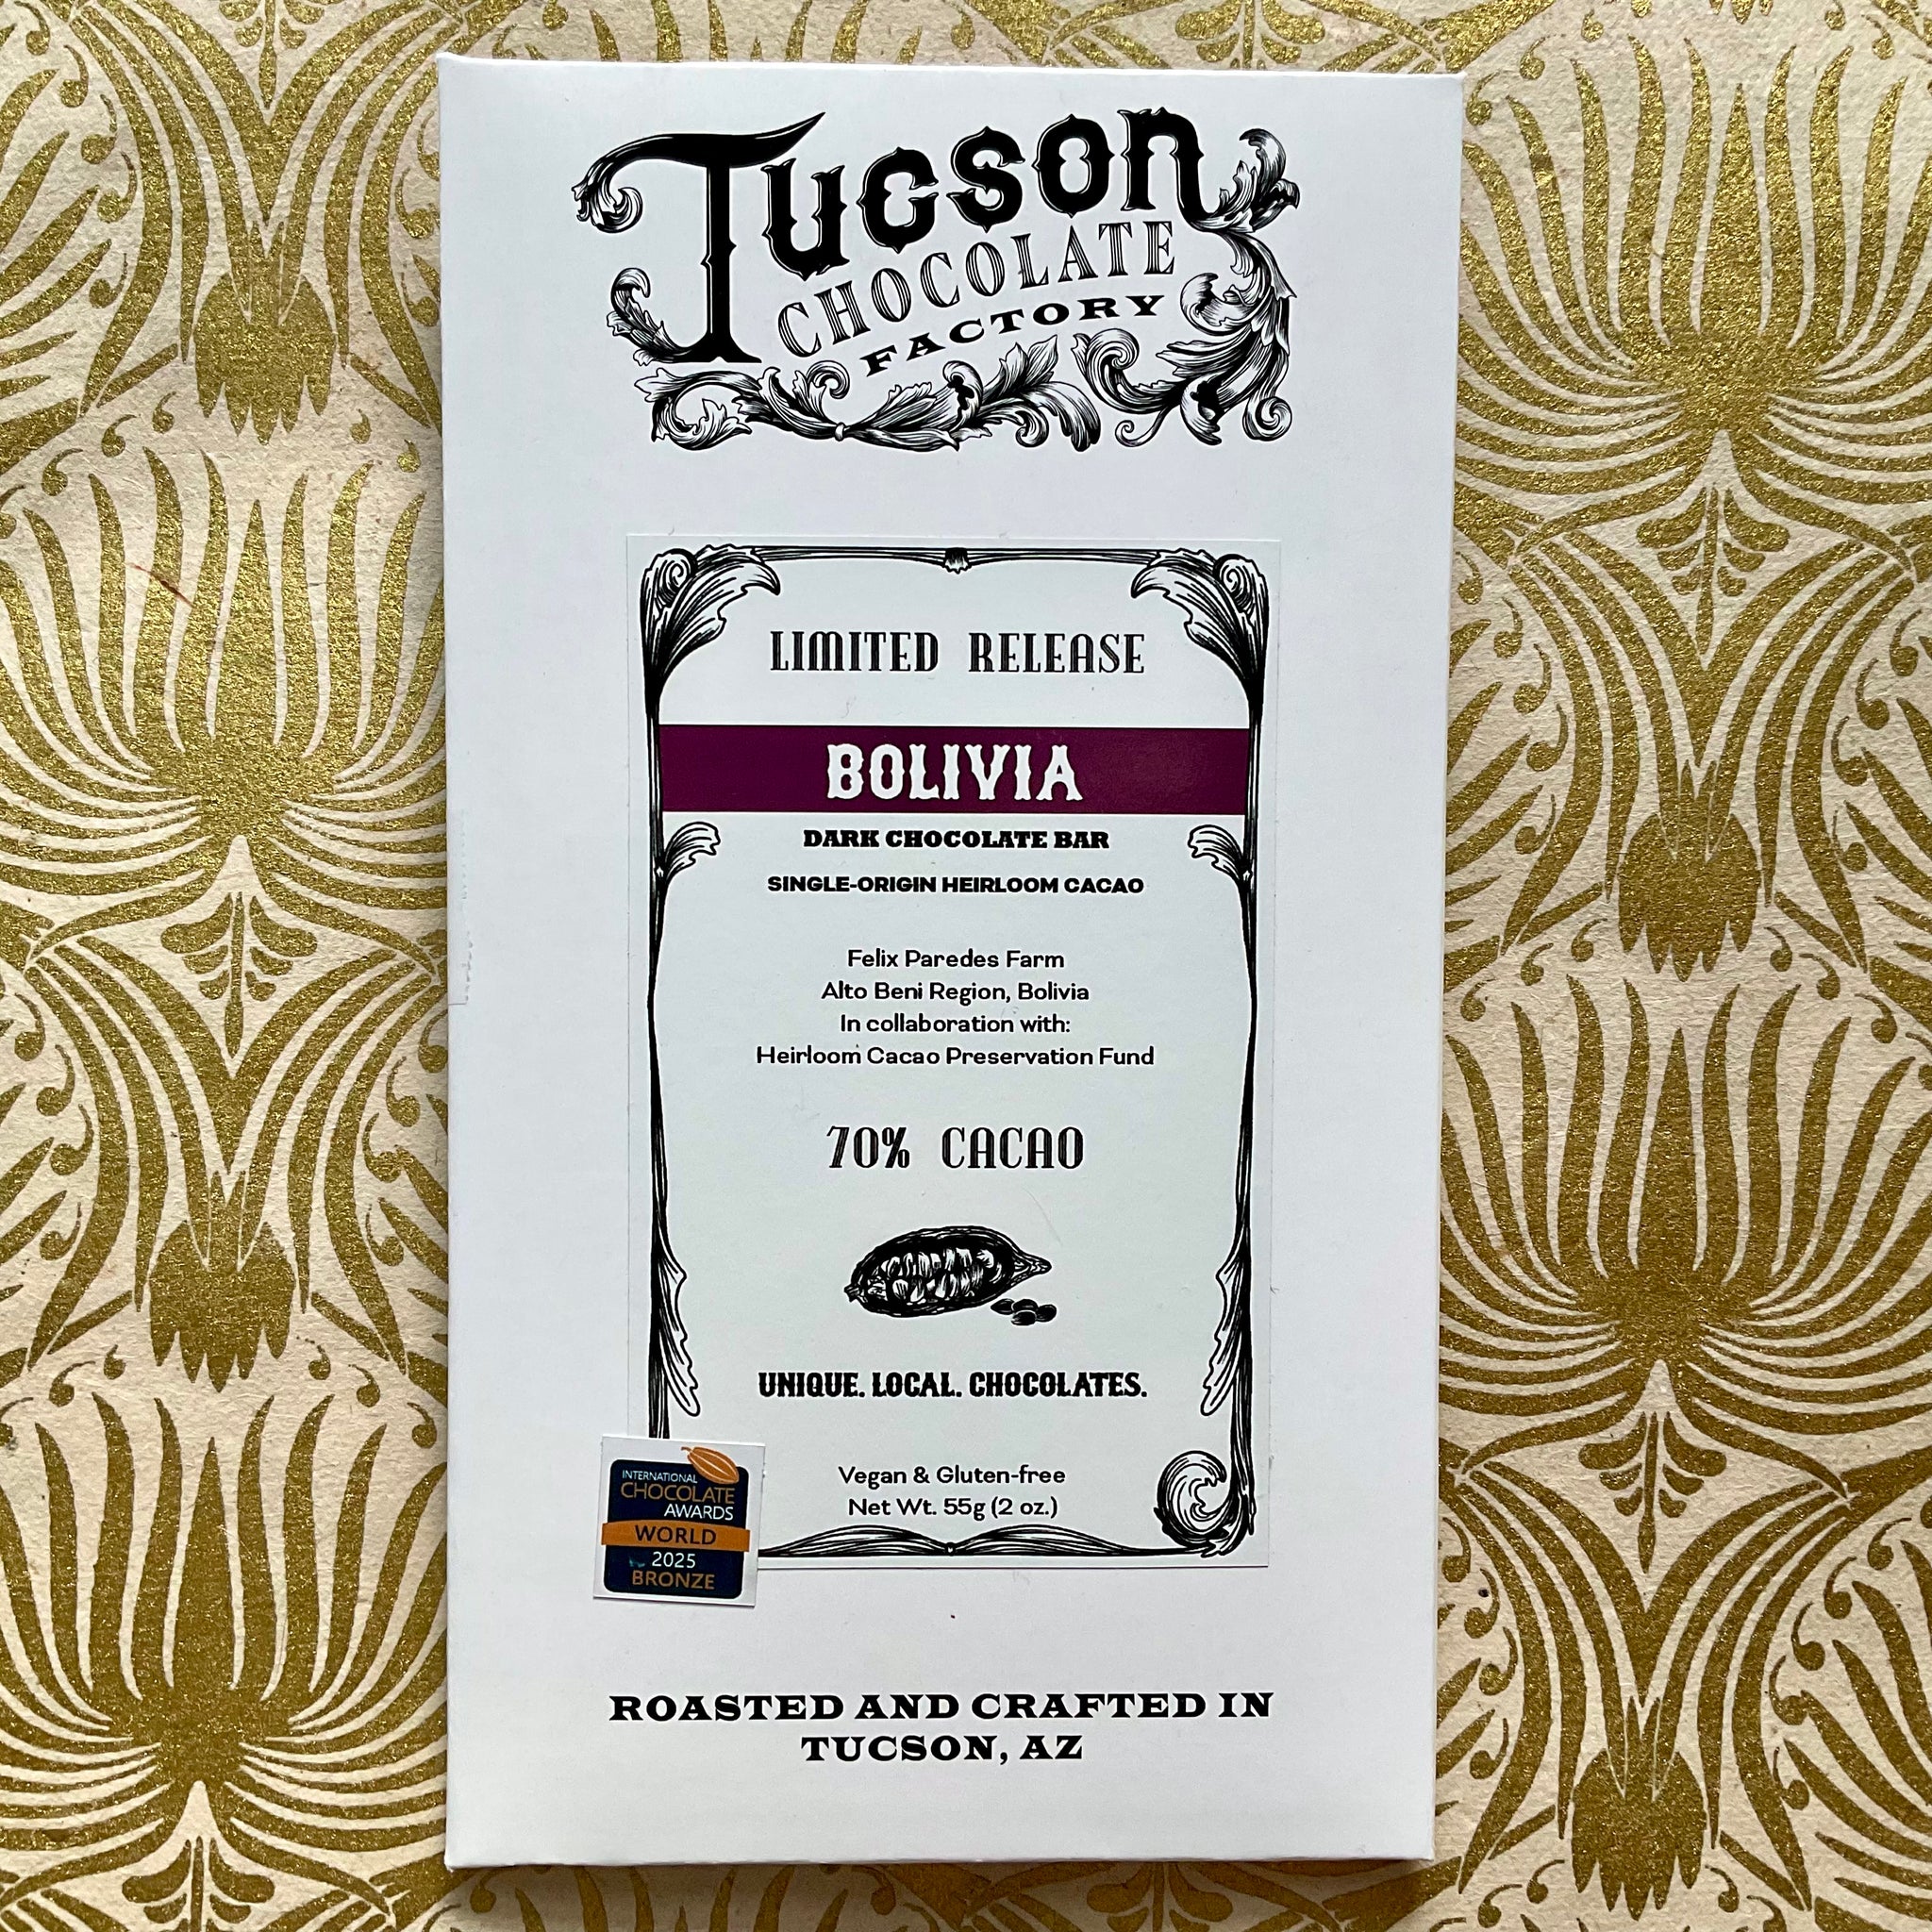 Tucson
CHOCOLATE
FACTORY
LIMITED RELEASE
BOLIVIA
DARK CHOCOLATE BAR
SINGLE-ORIGIN HEIRLOOM CACAO
Felix Paredes Farm
Alto Beni Region, Bolivia
In collaboration with:
Heirloom Cacao Preservation Fund
70% CACAO
UNIQUE. LOCAL. CHOCOLATES.
Vegan & Gluten-free
Net Wt. 55g (2 oz.)
INTERNATIONAL
CHOCOLATE
AWARDS
WORLD
2025
BRONZE
ROASTED AND CRAFTED IN
TUCSON, AZ